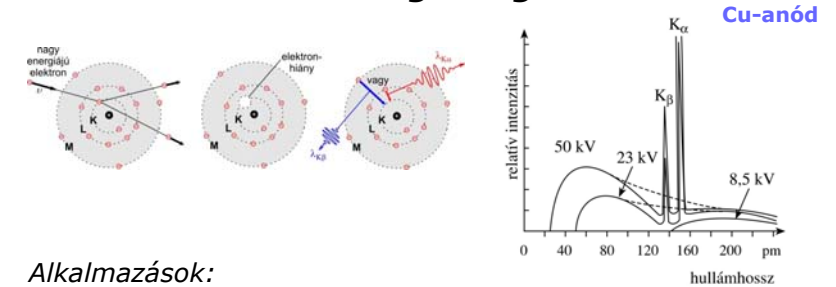 Cu-anód
nagy
energiájú
elektron
K
L
M
elektron-
hiány
K
L
M
vagy
λKα
λKβ
K
L
M
relatív intenzitás
Kα
Kβ
50 kV
23 kV
8,5 kV
0 40 80 120 160 200 pm
hullámhossz
Alkalmazások: